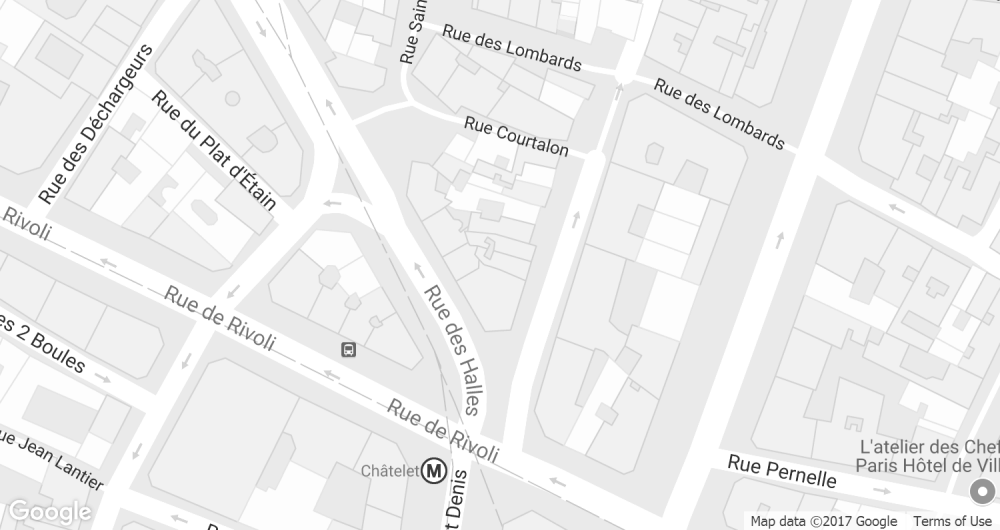 Rue Sain
Rue des Lombards
Rue des Déchargeurs
Rue des Lombards
Rue du Plat d'Étain
Rue Courtalon
Rivoli
Rue de Rivoli
Rue des Halles
es 2 Boules
Rue de Rivoli
ue Jean Lantier
Châtelet
M
t Denis
L'atelier des Chef
Paris Hôtel de Vill
Rue Pernelle
Google
Map data ©2017 Google
Terms of Use